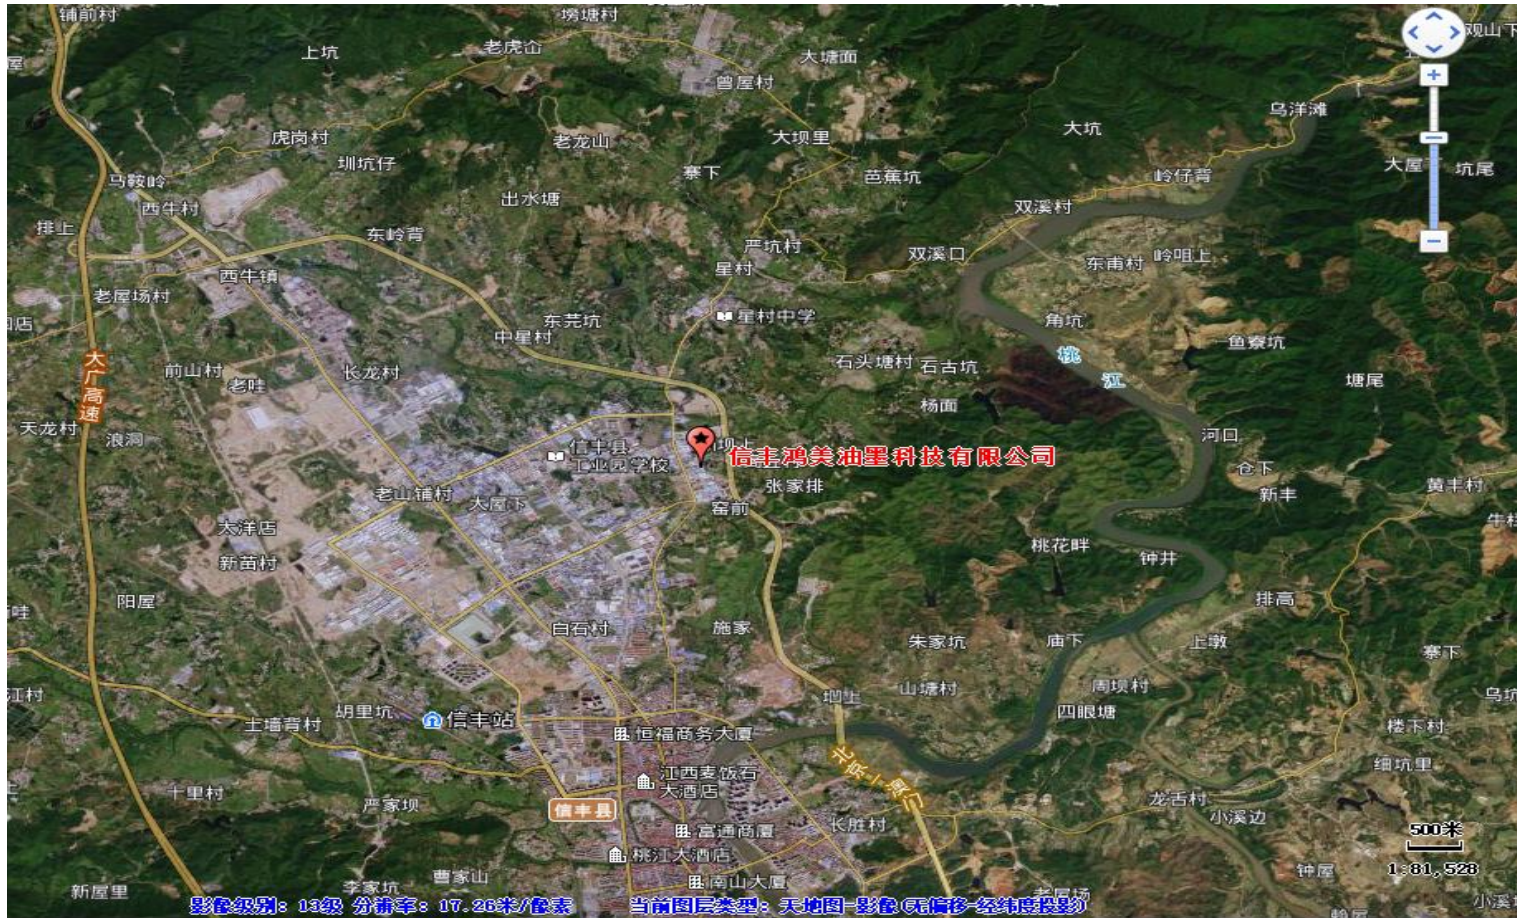 铺前村
塝塘村
观山下
上坑
老虎峃
大塘面
屋
曾屋村
乌洋滩
虎岗村
老龙山
大坝里
大坑
圳坑仔
寨下
芭蕉坑
岭仔背
大屋
坑尾
马鞍岭
西牛村
出水塘
双溪村
排上
东岭背
严坑村
双溪口
东甫村
岭咀上
星村
西牛镇
老屋场村
星村中学
角坑
东芫坑
中星村
鱼寮坑
桃
江
石头塘村
石古坑
大广高速
前山村
老哇
长龙村
塘尾
杨面
天龙村
浪洞
信丰县
工业园学校
坝上
信丰鸿美油墨科技有限公司
河口
仓下
张家排
新丰
黄丰村
老山铺村
大屋下
窑前
太洋店
新苗村
桃花畔
钟井
阳屋
排高
白石村
施家
朱家坑
庙下
上墩
寨下
江村
山塘村
周坝村
乌坑
胡里坑
信丰站
土墙背村
四眼塘
楼下村
恒福商务大厦
北京-澳门
细坑里
江西麦饭石
大酒店
十里村
严家坝
信丰县
龙舌村
小溪边
富通商厦
长胜村
500米
桃江大酒店
1:81,528
曹家山
钟屋
新屋里
李家坑
南山大厦
老屋场
小溪
影像级别：13级 分辨率：17.26米/像素
当前图层类型：天地图-影像(无偏移-经纬度投影)